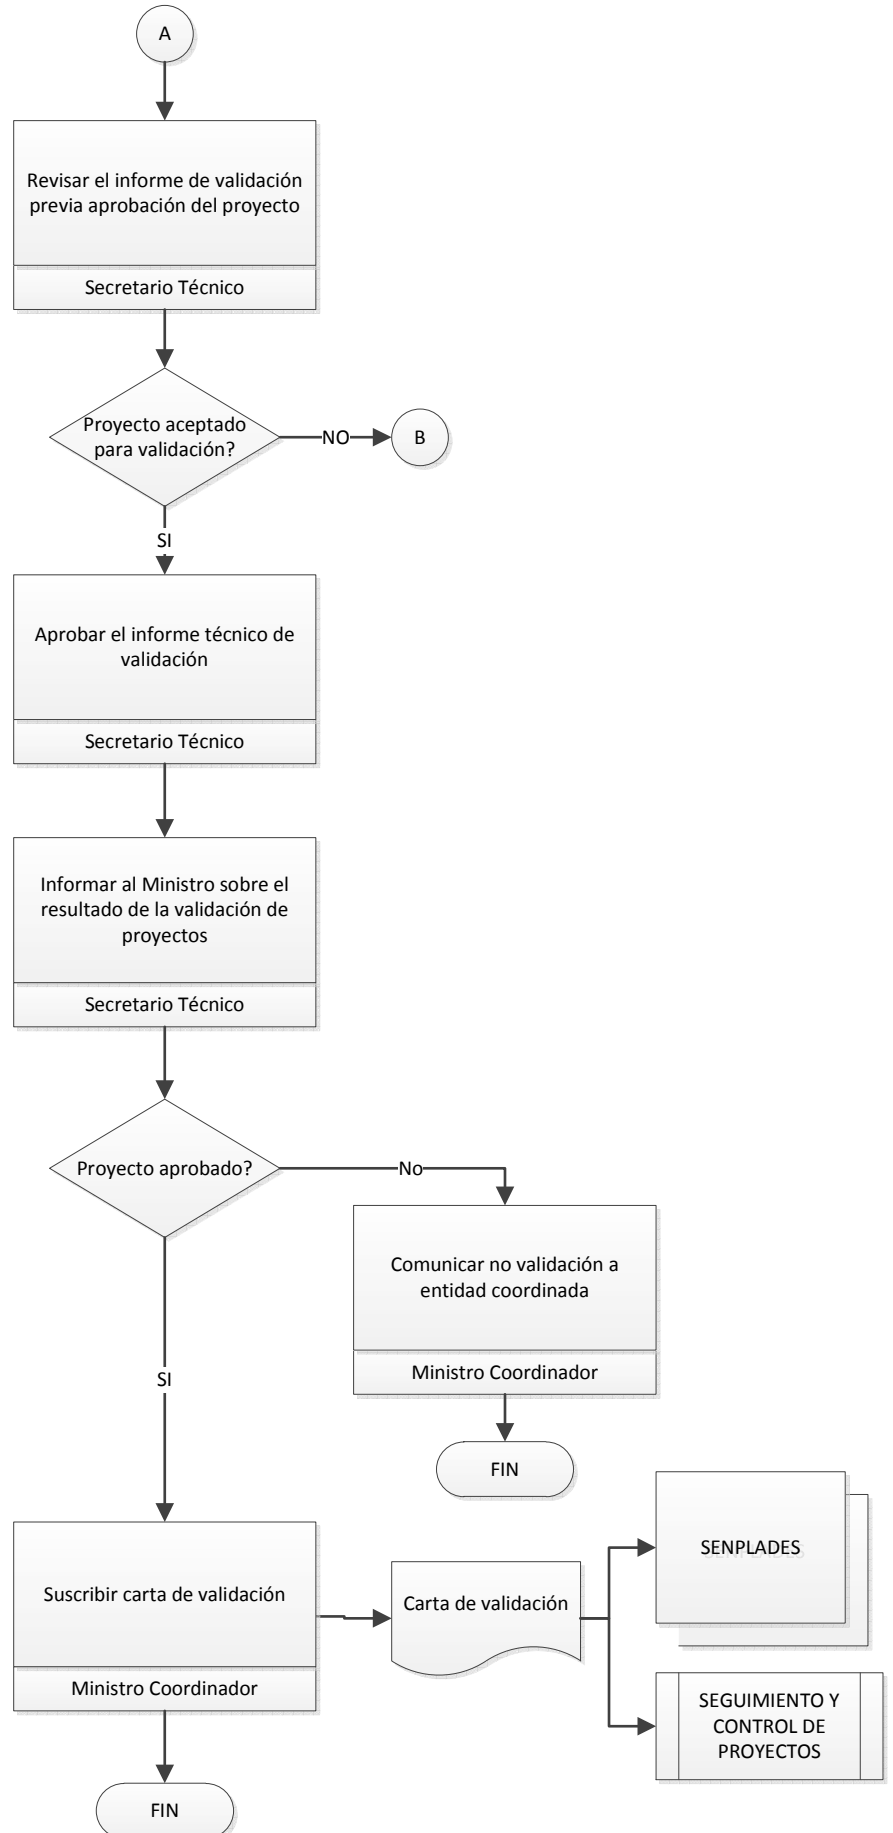 A
Revisar el informe de validación
previa aprobación del proyecto
Secretario Técnico
Proyecto aceptado
para validación?
NO
B
SI
Aprobar el informe técnico de
validación
Secretario Técnico
Informar al Ministro sobre el
resultado de la validación de
proyectos
Secretario Técnico
Proyecto aprobado?
No
Comunicar no validación a
entidad coordinada
Ministro Coordinador
SI
FIN
Suscribir carta de validación
Ministro Coordinador
Carta de validación
SENPLADES
SEGUIMIENTO Y
CONTROL DE
PROYECTOS
FIN